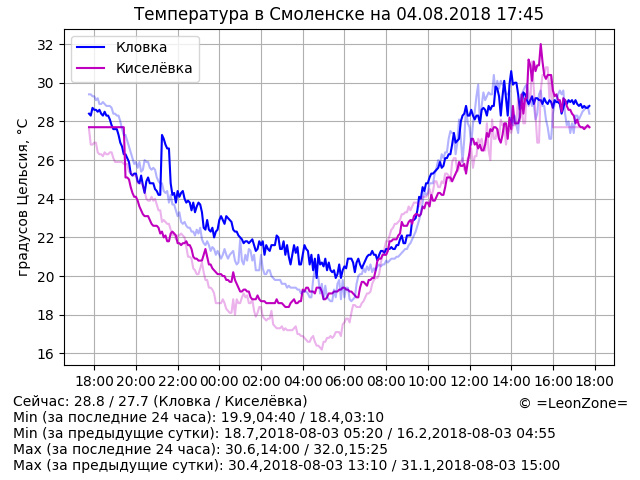 Температура в Смоленске на 04.08.2018 17:45
Кловка
Киселёвка
градусов Цельсия, °C
32
30
28
26
24
22
20
18
16
18:00 20:00 22:00 00:00 02:00 04:00 06:00 08:00 10:00 12:00 14:00 16:00 18:00
Сейчас: 28.8 / 27.7 (Кловка / Киселёвка)
© =LeonZone=
Min (за последние 24 часа): 19.9,04:40 / 18.4,03:10
Min (за предыдущие сутки): 18.7,2018-08-03 05:20 / 16.2,2018-08-03 04:55
Max (за последние 24 часа): 30.6,14:00 / 32.0,15:25
Max (за предыдущие сутки): 30.4,2018-08-03 13:10 / 31.1,2018-08-03 15:00